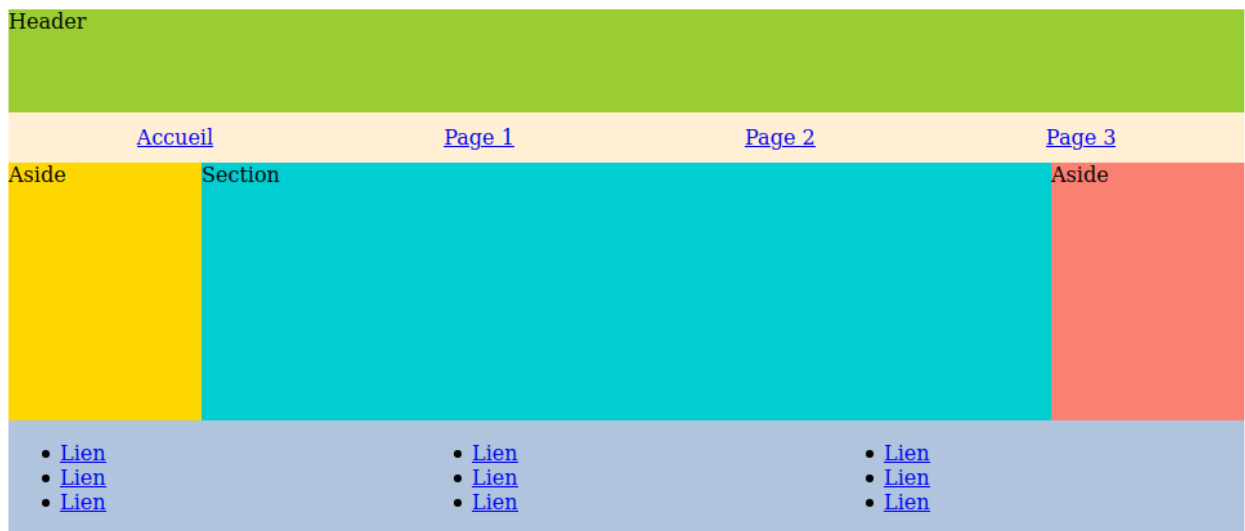 Header
Accueil Page 1 Page 2 Page 3
Aside Section Aside
Lien Lien Lien
Lien Lien Lien
Lien Lien Lien